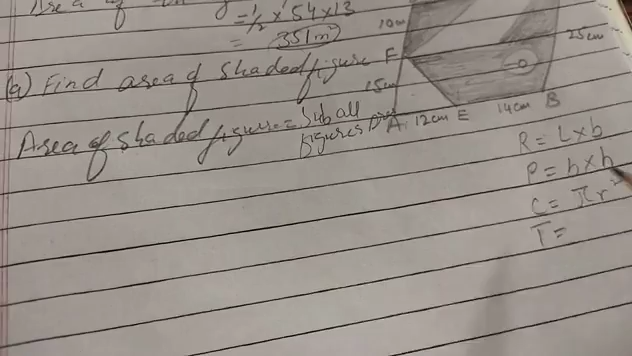 = 1/2 x 54 x 13
= 351m²
(a) Find area of shaded figure
Area of shaded figure = Sub all
figures
10m
25cm
F
15cm
A 12cm E 14cm B
R = L x b
P = b x h
C = πr²
T =